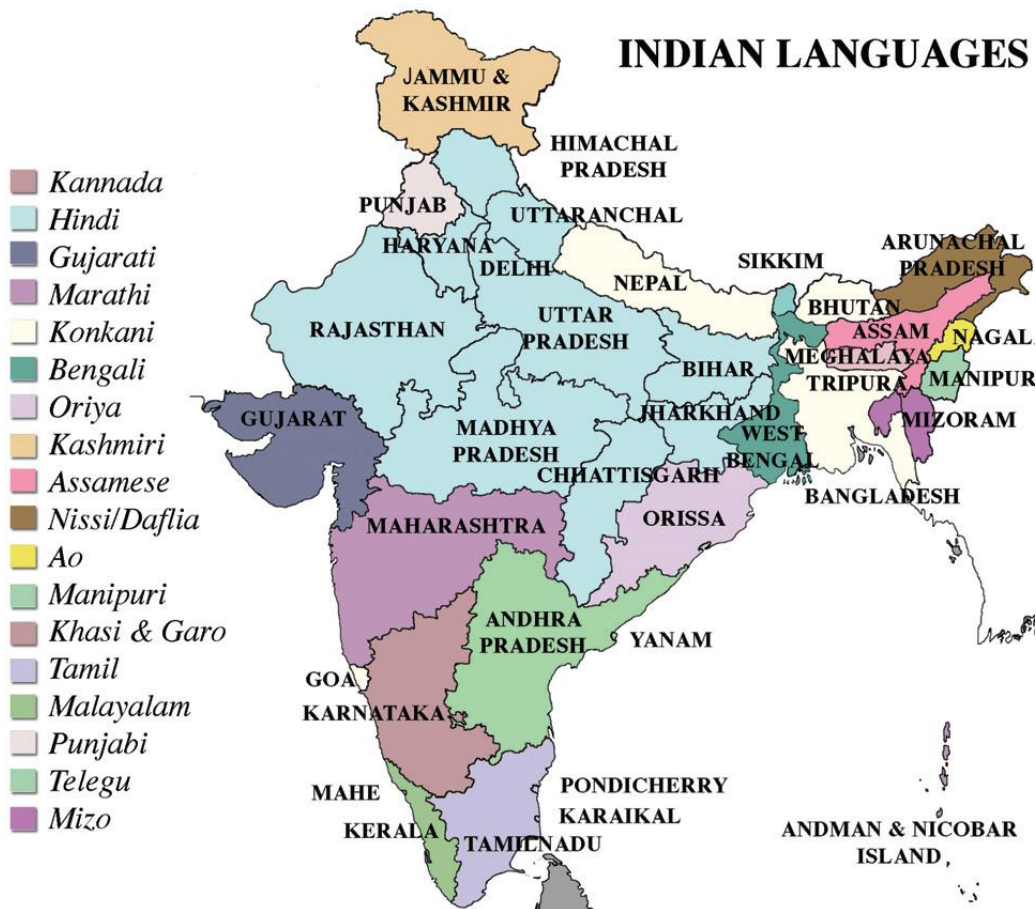 INDIAN LANGUAGES
JAMMU &
KASHMIR
HIMACHAL
PRADESH
PUNJAB
UTTARANCHAL
HARYANA
DELHI
NEPAL
SIKKIM
ARUNACHAL
PRADESH
BHUTAN
RAJASTHAN
UTTAR
PRADESH
ASSAM
NAGALA
BIHAR
MEGHALAYA
TRIPURA
MANIPUR
GUJARAT
MADHYA
PRADESH
JHARKHAND
WEST
BENGAL
MIZORAM
CHHATTISGARH
BANGLADESH
MAHARASHTRA
ORISSA
ANDHRA
PRADESH
YANAM
GOA
KARNATAKA
MAHE
PONDICHERRY
KARAIKAL
KERALA
TAMILNADU
ANDMAN & NICOBAR
ISLAND
Kannada
Hindi
Gujarati
Marathi
Konkani
Bengali
Oriya
Kashmiri
Assamese
Nissi/Daflia
Ao
Manipuri
Khasi & Garo
Tamil
Malayalam
Punjabi
Telegu
Mizo